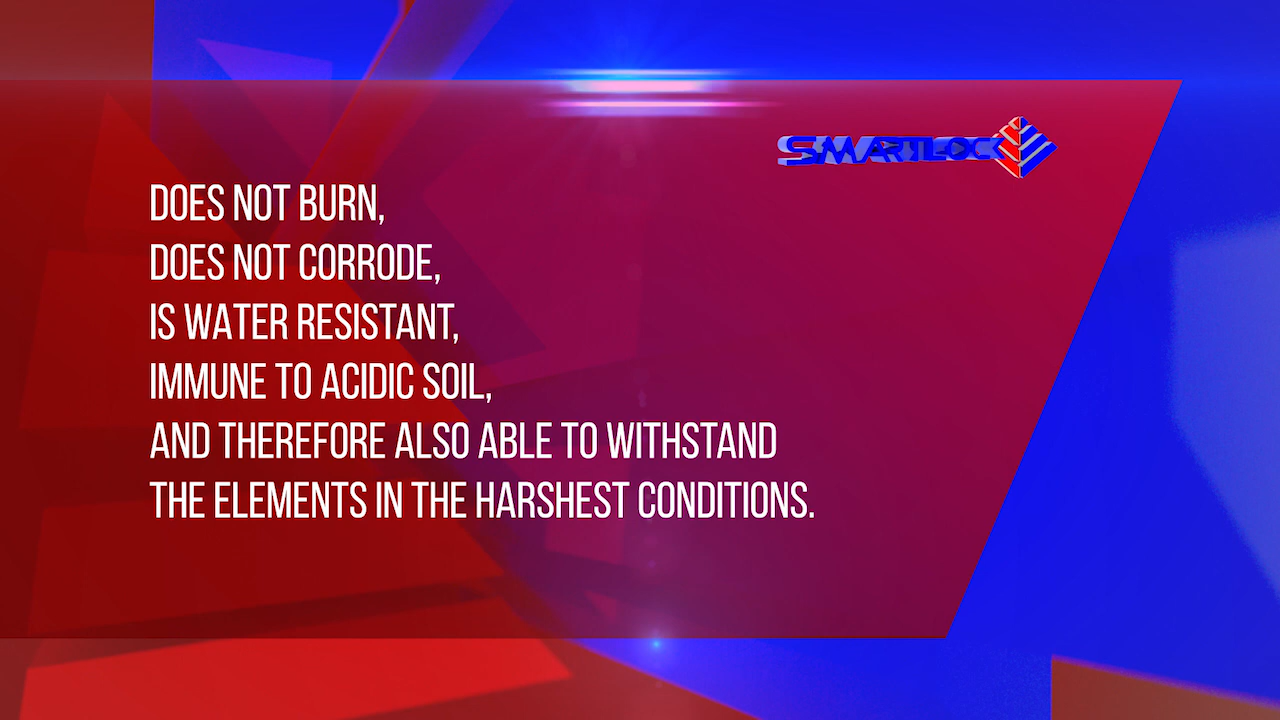 SMARTLOCK
DOES NOT BURN,
DOES NOT CORRODE,
IS WATER RESISTANT,
IMMUNE TO ACIDIC SOIL,
AND THEREFORE ALSO ABLE TO WITHSTAND
THE ELEMENTS IN THE HARSHEST CONDITIONS.